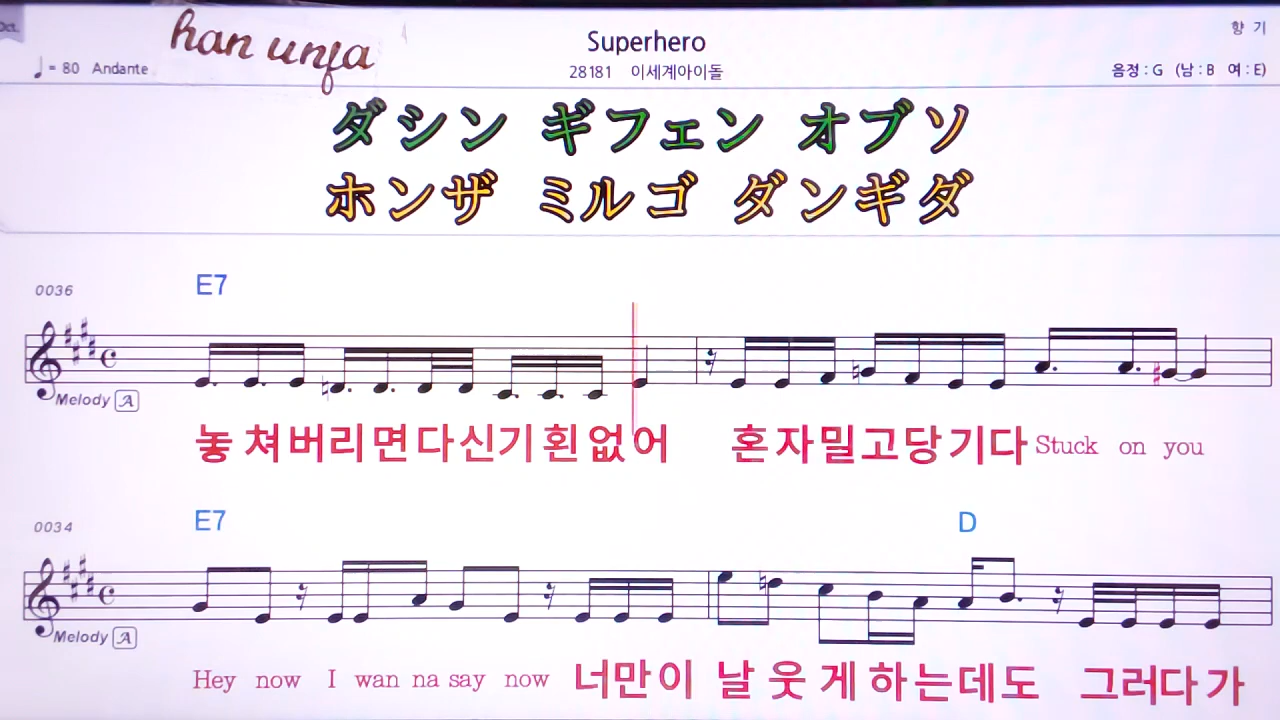 han unfa
Superhero
향 기
♩= 80 Andante
28181 이세계아이돌
음정 : G (남 : B 여 : E)
ダシン ギフェン オブソ
ホンザ ミルゴ ダンギダ
E7
0036
Melody A
놓 쳐버리면다신기횐없어 혼자밀고당기다 Stuck on you
E7 D
0034
Melody A
Hey now I wan na say now 너만이 날 웃 게 하는데도 그러다가